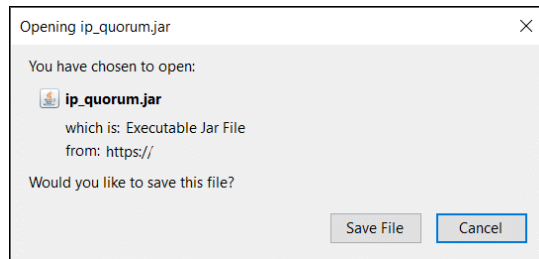 Opening ip_quorum.jar
You have chosen to open:
ip_quorum.jar
which is: Executable Jar File
from: https://
Would you like to save this file?
Save File
Cancel